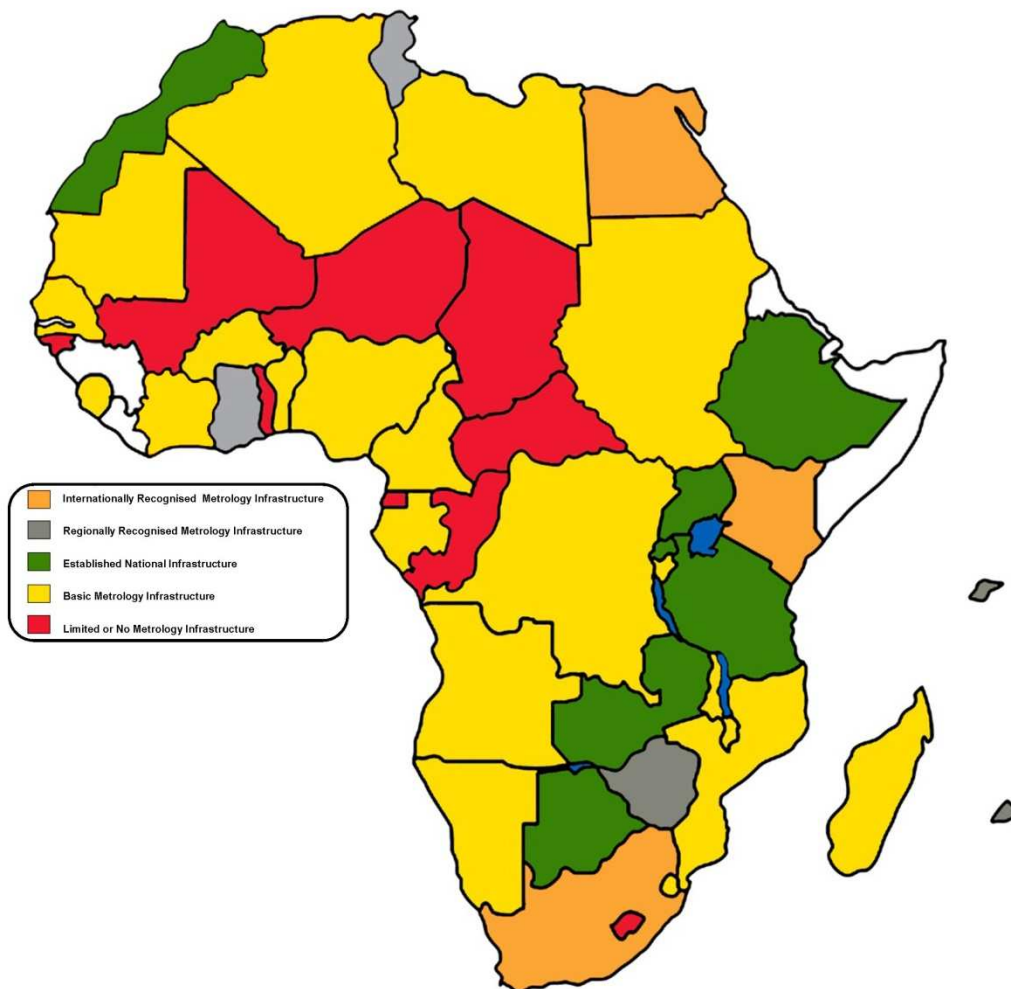 Internationally Recognised Metrology Infrastructure
Regionally Recognised Metrology Infrastructure
Established National Infrastructure
Basic Metrology Infrastructure
Limited or No Metrology Infrastructure